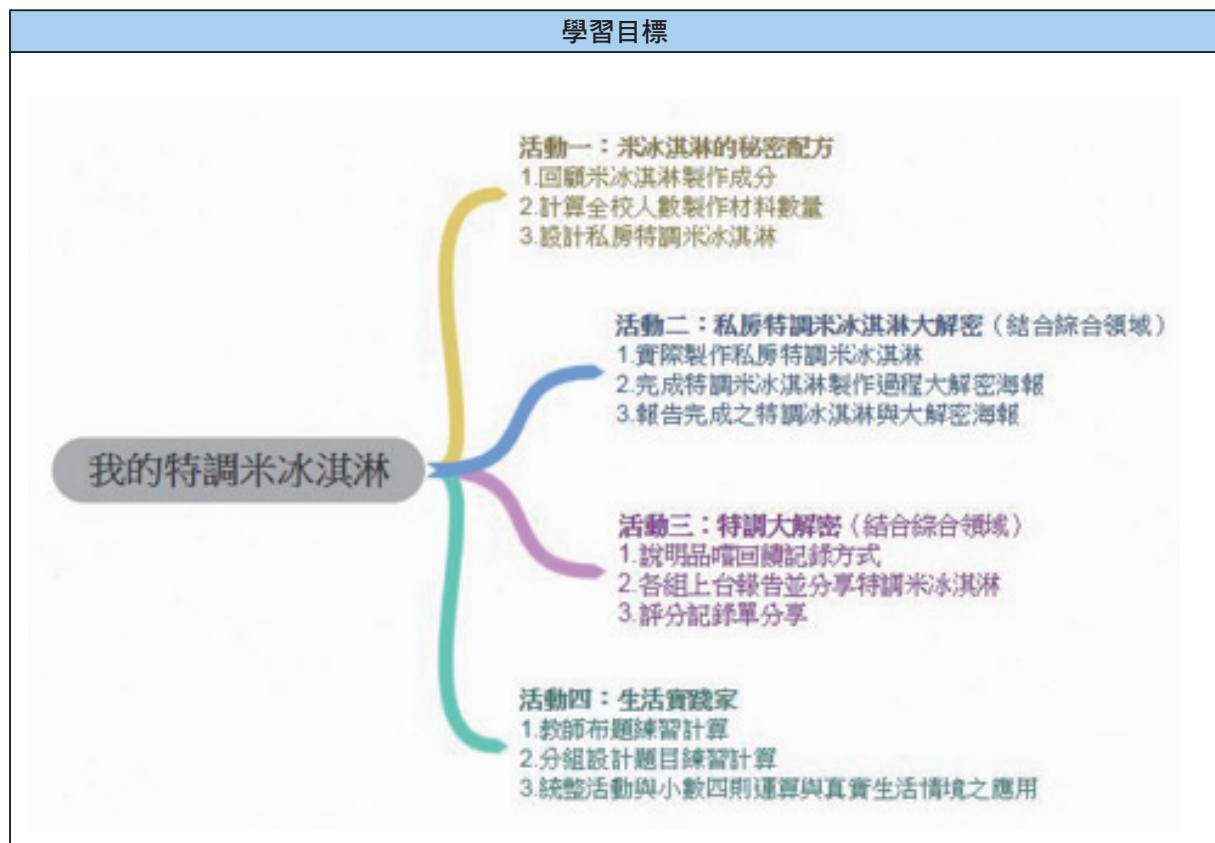 學習目標
活動一：米冰淇淋的秘密配方
1.回顧米冰淇淋製作成分
2.計算全校人數製作材料數量
3.設計私房特調米冰淇淋
活動二：私房特調米冰淇淋大解密（結合綜合領域）
1.實際製作私房特調米冰淇淋
2.完成特調米冰淇淋製作過程大解密海報
3.報告完成之特調冰淇淋與大解密海報
我的特調米冰淇淋
活動三：特調大解密（結合綜合領域）
1.說明品嚐回饋記錄方式
2.各組上台報告並分享特調米冰淇淋
3.評分記錄單分享
活動四：生活實踐家
1.教師布題練習計算
2.分組設計題目練習計算
3.統整活動與小數四則運算與真實生活情境之應用